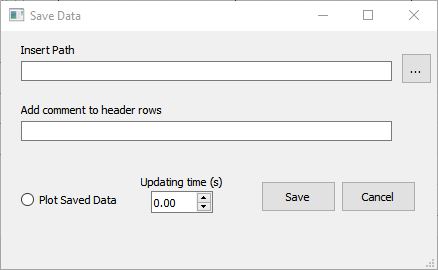 Save Data
Insert Path
...
Add comment to header rows
Updating time (s)
Plot Saved Data
0.00
Save
Cancel